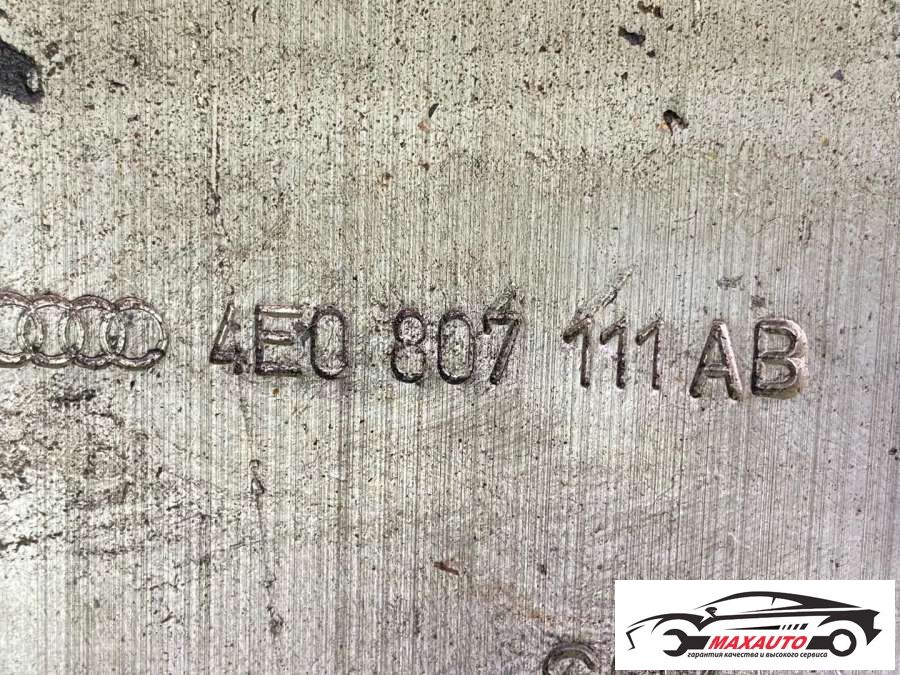 4E0 807 111 AB
MAXAUTO
гарантия качества и высокого сервиса